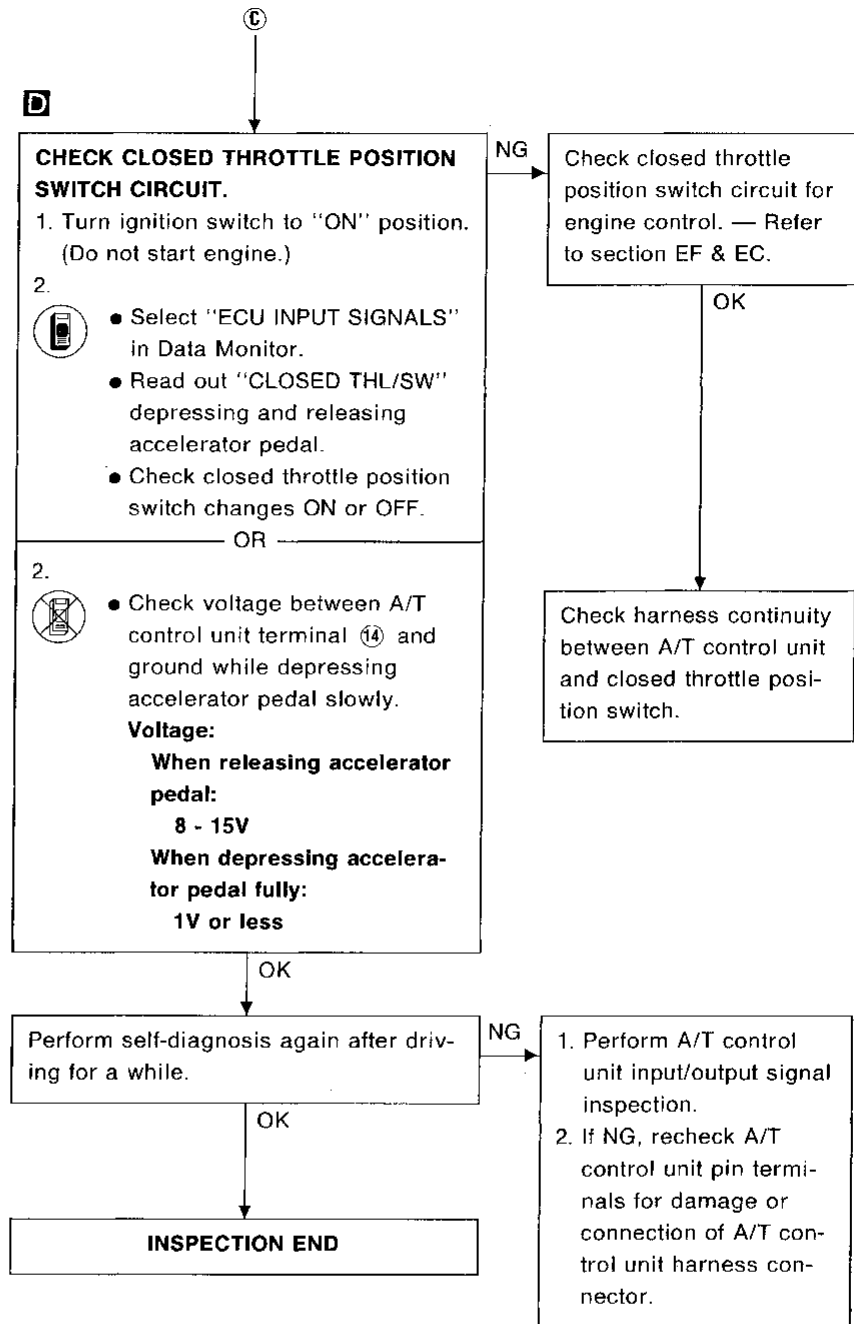 Ⓒ
D
CHECK CLOSED THROTTLE POSITION
SWITCH CIRCUIT.
1. Turn ignition switch to "ON" position.
(Do not start engine.)
2.
● Select "ECU INPUT SIGNALS"
in Data Monitor.
● Read out "CLOSED THL/SW"
depressing and releasing
accelerator pedal.
● Check closed throttle position
switch changes ON or OFF.
OR
2.
● Check voltage between A/T
control unit terminal ⑭ and
ground while depressing
accelerator pedal slowly.
Voltage:
When releasing accelerator
pedal:
8 - 15V
When depressing accelera-
tor pedal fully:
1V or less
NG
Check closed throttle
position switch circuit for
engine control. — Refer
to section EF & EC.
OK
Check harness continuity
between A/T control unit
and closed throttle posi-
tion switch.
OK
Perform self-diagnosis again after driv-
ing for a while.
NG
1. Perform A/T control
unit input/output signal
inspection.
2. If NG, recheck A/T
control unit pin termi-
nals for damage or
connection of A/T con-
trol unit harness con-
nector.
OK
INSPECTION END